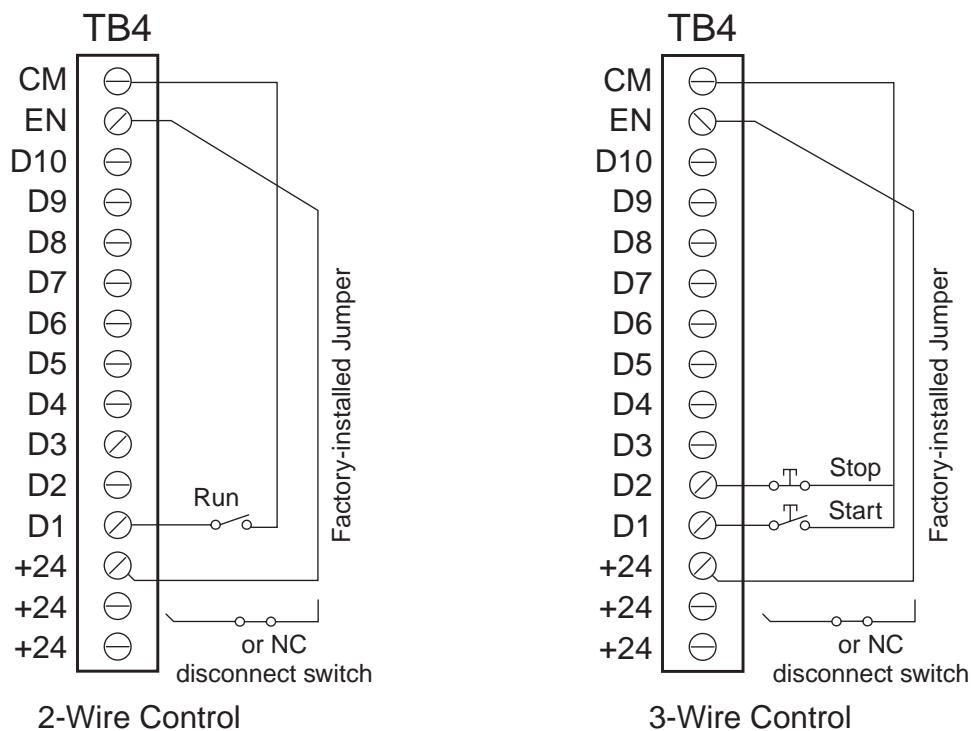 TB4
CM
EN
D10
D9
D8
D7
D6
D5
D4
D3
D2
D1
+24
+24
+24
Run
Factory-installed Jumper
or NC
disconnect switch
2-Wire Control
TB4
CM
EN
D10
D9
D8
D7
D6
D5
D4
D3
D2
D1
+24
+24
+24
Stop
Start
Factory-installed Jumper
or NC
disconnect switch
3-Wire Control